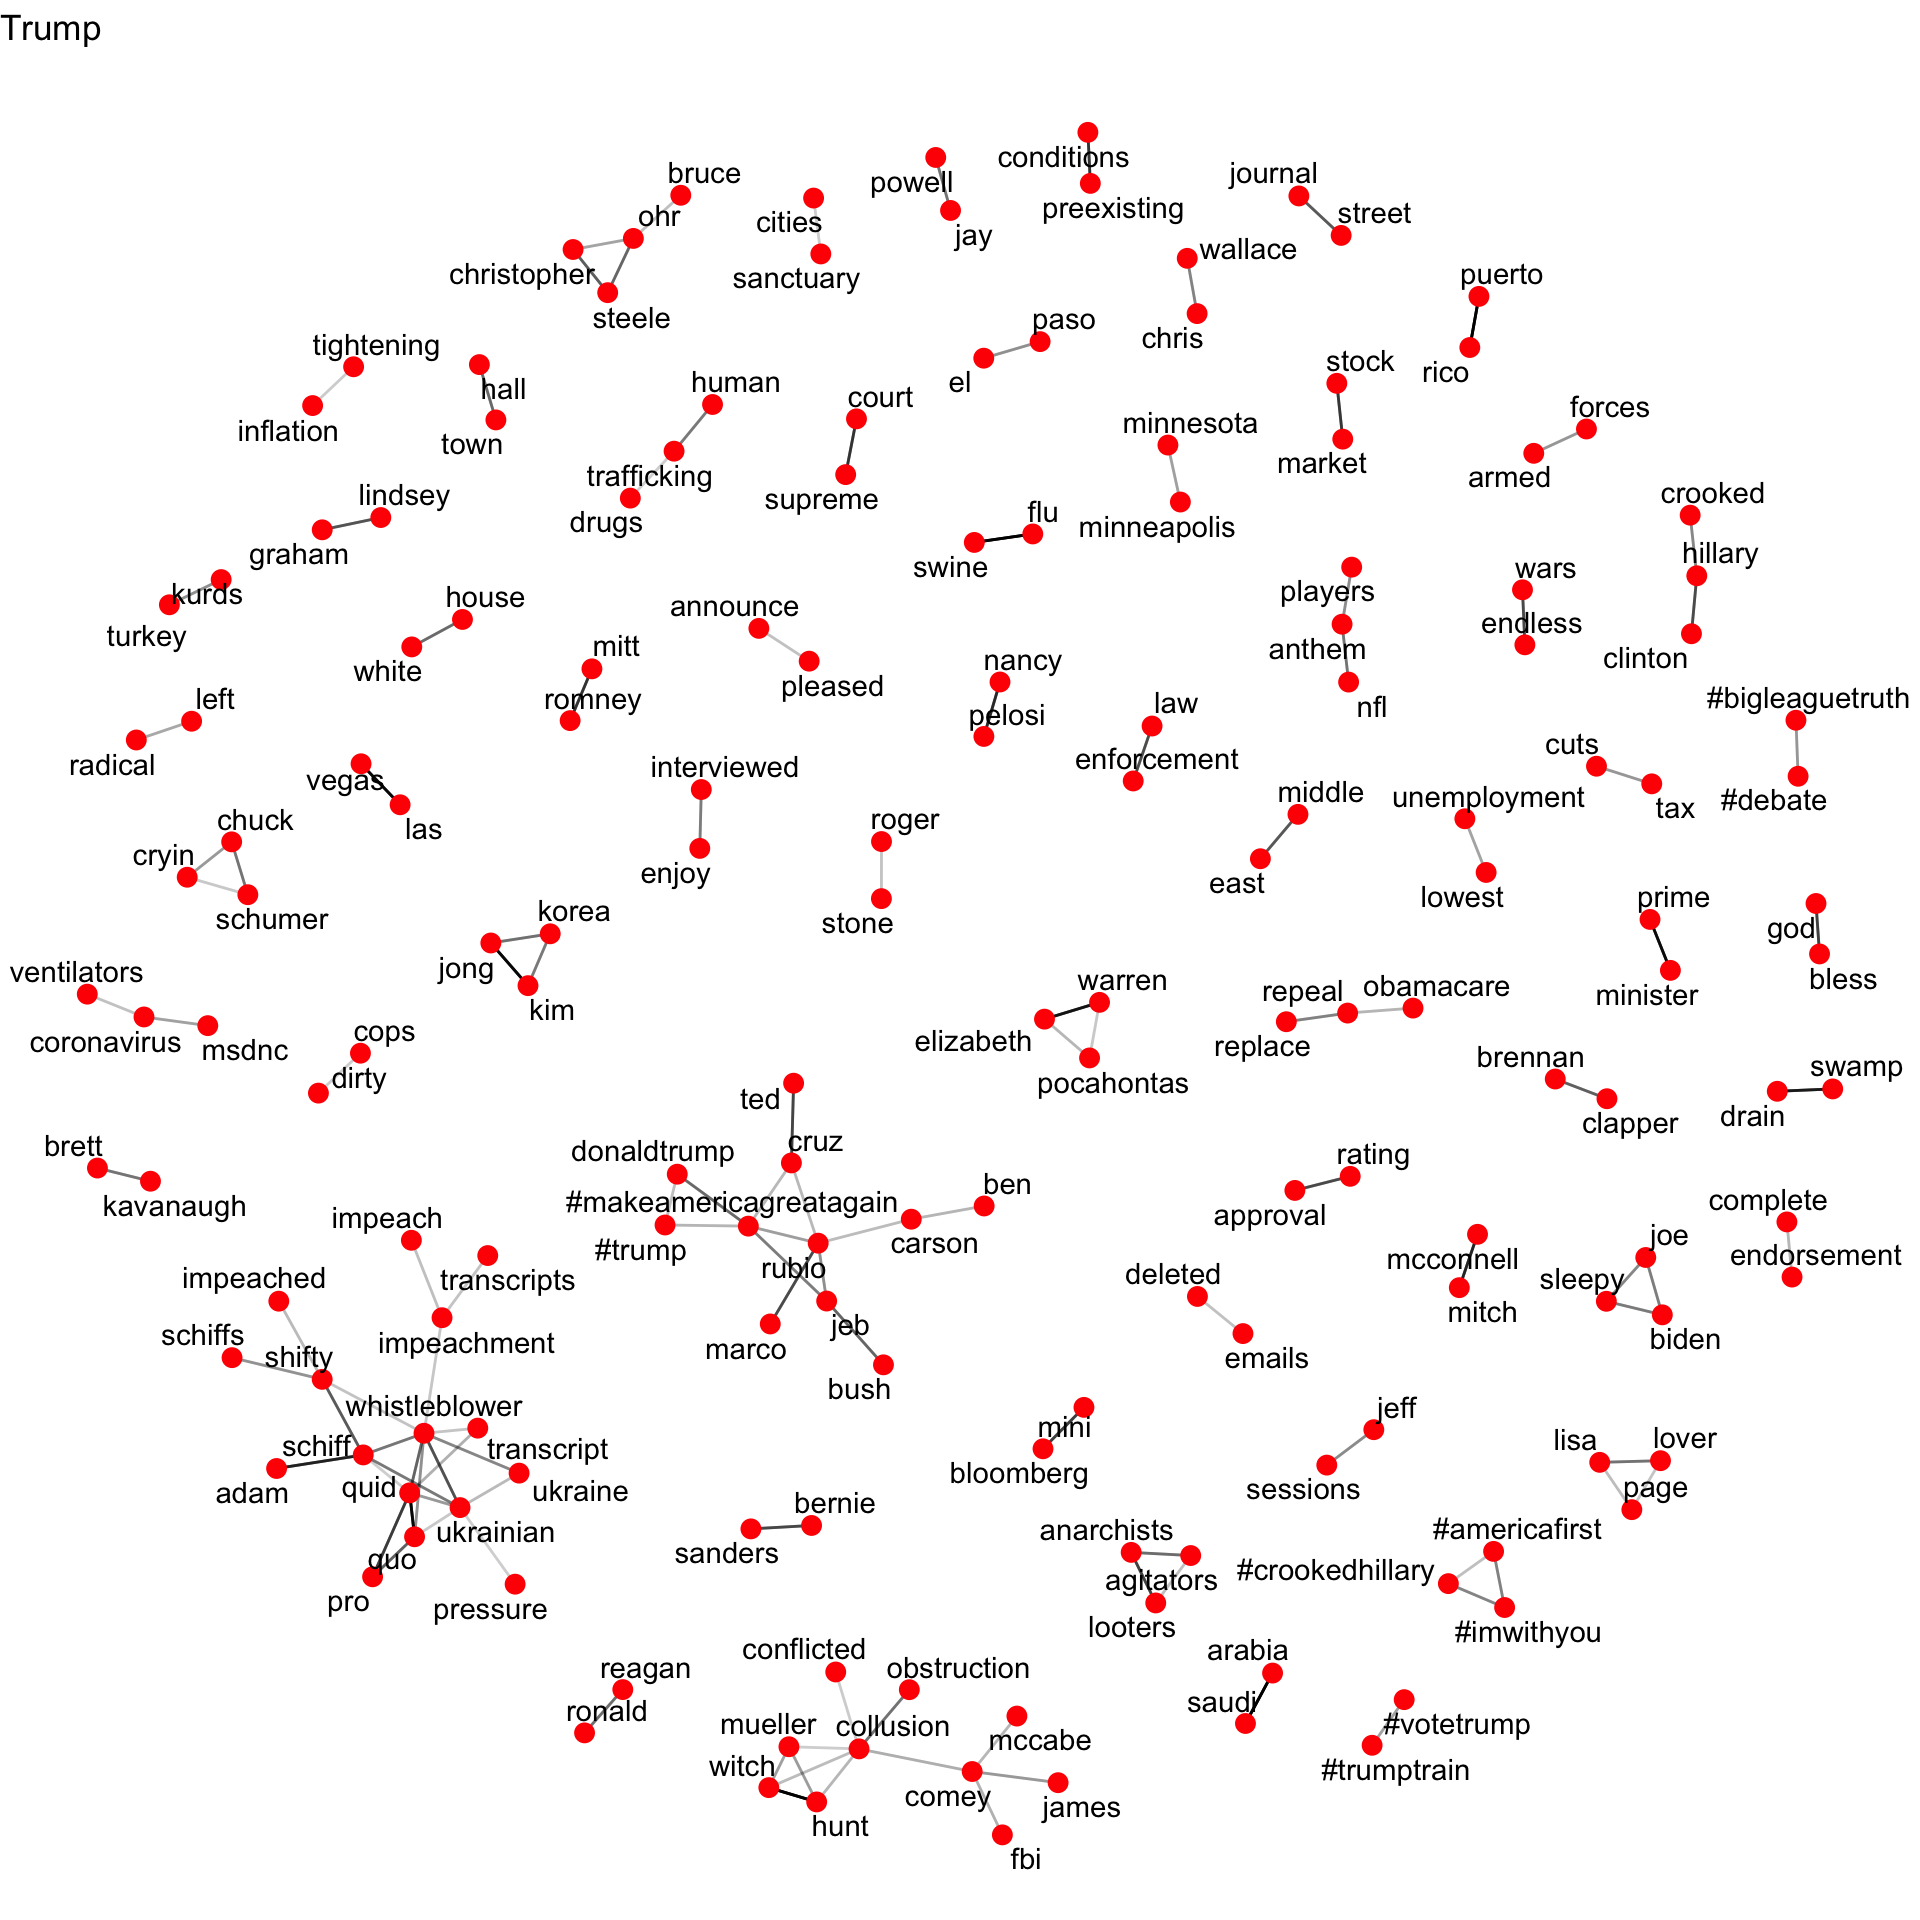 Trump
conditions
powell
preexisting
jay
journal
street
bruce
ohr
cities
sanctuary
christopher
steele
wallace
chris
puerto
rico
paso
el
tightening
inflation
hall
town
human
trafficking
drugs
court
supreme
stock
market
minnesota
minneapolis
forces
armed
lindsey
graham
flu
swine
crooked
hillary
clinton
kurds
turkey
house
white
announce
pleased
players
anthem
nfl
wars
endless
mitt
romney
nancy
pelosi
left
radical
law
enforcement
#bigleaguetruth
#debate
cuts
tax
vegas
las
interviewed
enjoy
middle
east
unemployment
lowest
chuck
cryin
schumer
roger
stone
prime
minister
god
bless
korea
jong
kim
ventilators
coronavirus
msdnc
warren
elizabeth
pocahontas
repeal
obamacare
replace
cops
dirty
brennan
clapper
swamp
drain
ted
cruz
donaldtrump
#makeamericagreatagain
#trump
ben
carson
rubio
marco
jeb
bush
brett
kavanaugh
rating
approval
complete
endorsement
impeach
transcripts
impeached
impeachment
schiffs
shifty
whistleblower
schiff
transcript
adam
quid
ukraine
ukrainian
quo
pro
pressure
deleted
emails
mcconnell
mitch
joe
sleepy
biden
mini
bloomberg
jeff
sessions
lisa
lover
page
bernie
sanders
anarchists
agitators
looters
#americafirst
#crookedhillary
#imwithyou
reagan
ronald
conflicted
obstruction
mueller
collusion
witch
hunt
mccabe
comey
james
fbi
arabia
saudi
#votetrump
#trumptrain